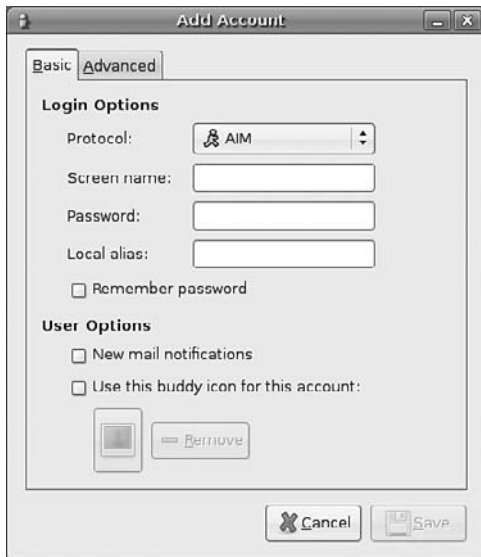 Add Account
Basic Advanced
Login Options
Protocol: AIM
Screen name:
Password:
Local alias:
Remember password
User Options
New mail notifications
Use this buddy icon for this account:
Remove
Cancel Save